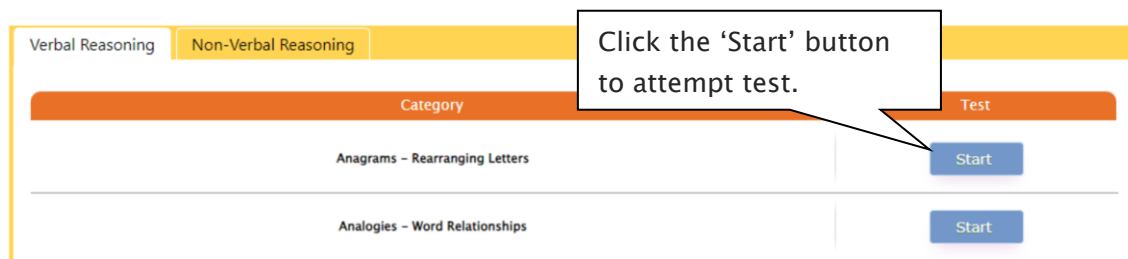 Verbal Reasoning
Non-Verbal Reasoning
Click the ‘Start’ button
to attempt test.
Category
Test
Anagrams – Rearranging Letters
Start
Analogies – Word Relationships
Start